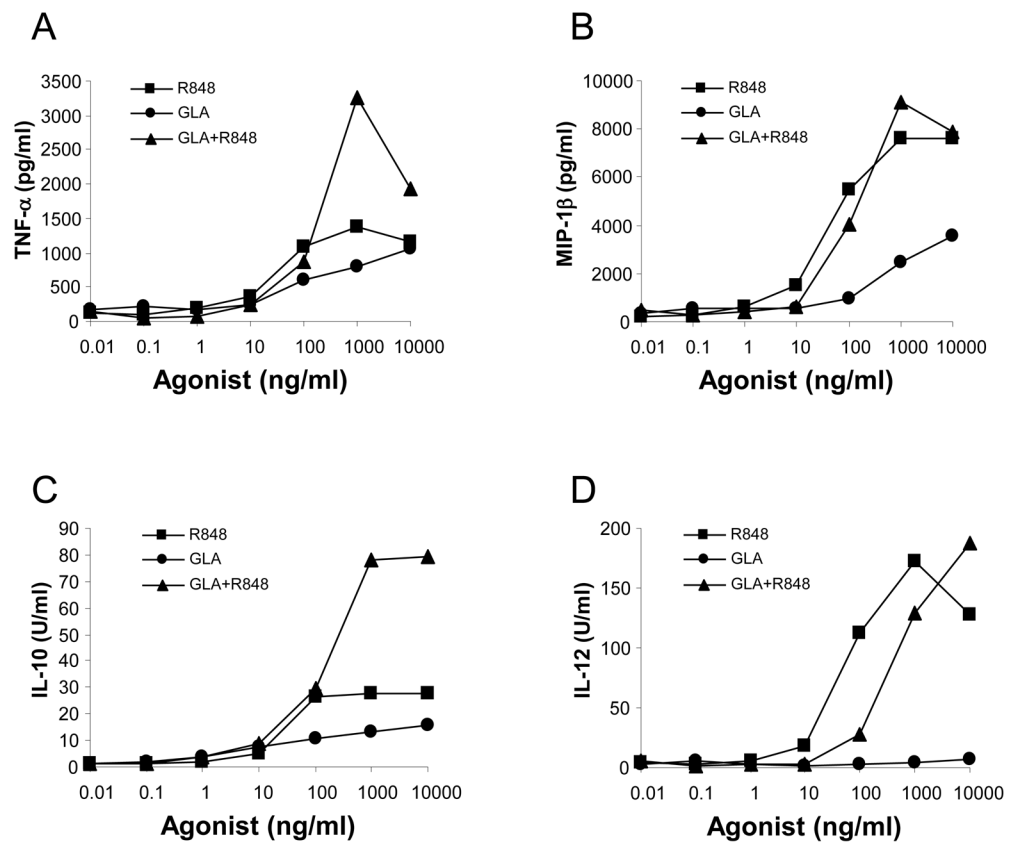 A
TNF-α (pg/ml)
3500
3000
2500
2000
1500
1000
500
0
R848
GLA
GLA+R848
0.01 0.1 1 10 100 1000 10000
Agonist (ng/ml)
B
MIP-1β (pg/ml)
10000
8000
6000
4000
2000
0
R848
GLA
GLA+R848
0.01 0.1 1 10 100 1000 10000
Agonist (ng/ml)
C
IL-10 (U/ml)
90
80
70
60
50
40
30
20
10
0
R848
GLA
GLA+R848
0.01 0.1 1 10 100 1000 10000
Agonist (ng/ml)
D
IL-12 (U/ml)
200
150
100
50
0
R848
GLA
GLA+R848
0.01 0.1 1 10 100 1000 10000
Agonist (ng/ml)